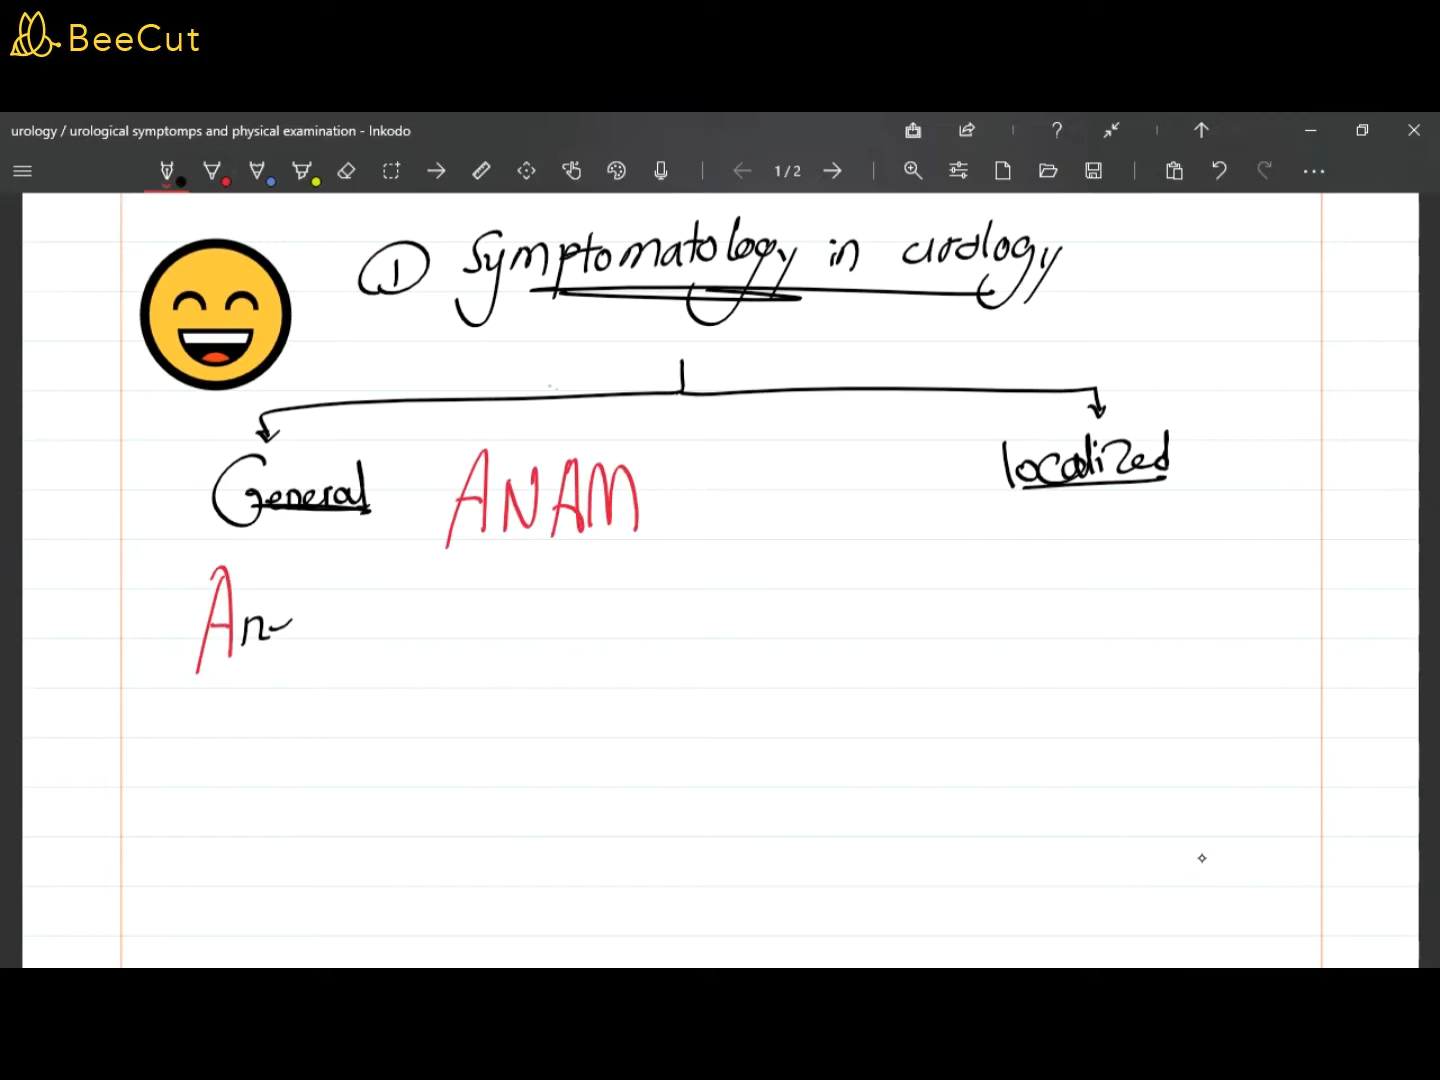 BeeCut
urology / urological symptomps and physical examination - Inkodo
1 / 2
① Symptomatology in urology
General ANAM localized
An